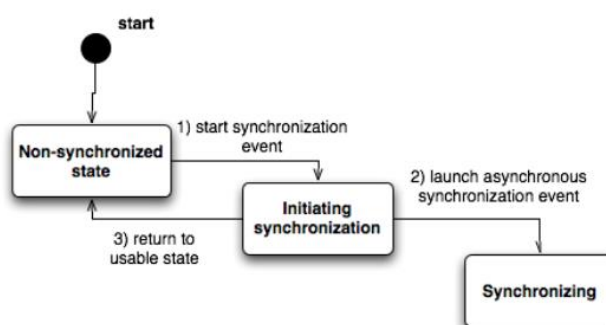 start
Non-synchronized
state
1) start synchronization
event
Initiating
synchronization
2) launch asynchronous
synchronization event
3) return to
usable state
Synchronizing